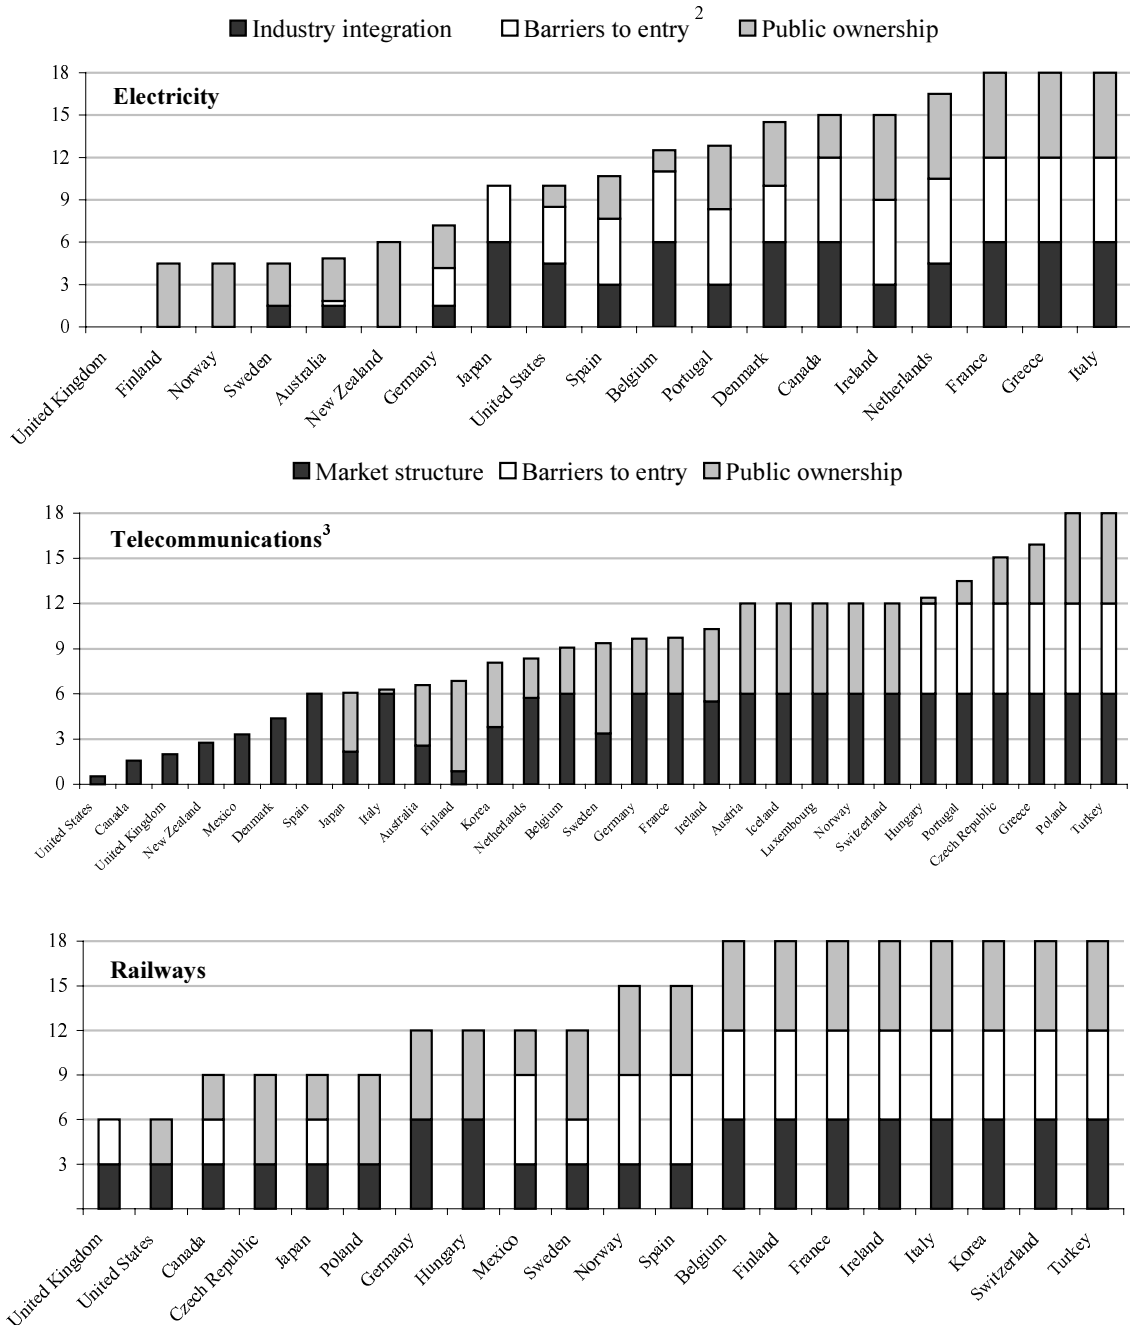 Industry integration Barriers to entry 2 Public ownership
Electricity
18
15
12
9
6
3
0
United Kingdom Finland Norway Sweden Australia New Zealand Germany Japan United States Spain Belgium Portugal Denmark Canada Ireland Netherlands France Greece Italy
Market structure Barriers to entry Public ownership
Telecommunications3
18
15
12
9
6
3
0
United States Canada United Kingdom New Zealand Mexico Denmark Spain Japan Italy Australia Finland Korea Netherlands Belgium Sweden Germany France Ireland Austria Iceland Luxembourg Norway Switzerland Hungary Portugal Czech Republic Greece Poland Turkey
Railways
18
15
12
9
6
3
United Kingdom United States Canada Czech Republic Japan Poland Germany Hungary Mexico Sweden Norway Spain Belgium Finland France Ireland Italy Korea Switzerland Turkey